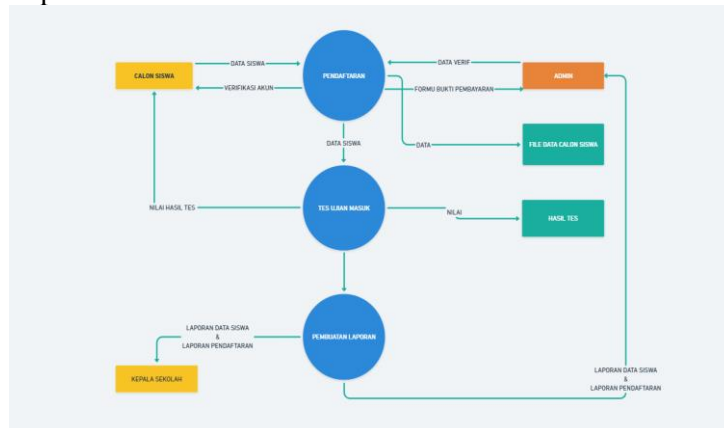 DATA SISWA
DATA VERIF
CALON SISWA
PENDAFTARAN
ADMIN
VERIFIKASI AKUN
FORMU BUKTI PEMBAYARAN
DATA SISWA
DATA
FILE DATA CALON SISWA
NILAI HASIL TES
TES UJIAN MASUK
NILAI
HASIL TES
LAPORAN DATA SISWA
&
LAPORAN PENDAFTARAN
PEMBUATAN LAPORAN
KEPALA SEKOLAH
LAPORAN DATA SISWA
&
LAPORAN PENDAFTARAN